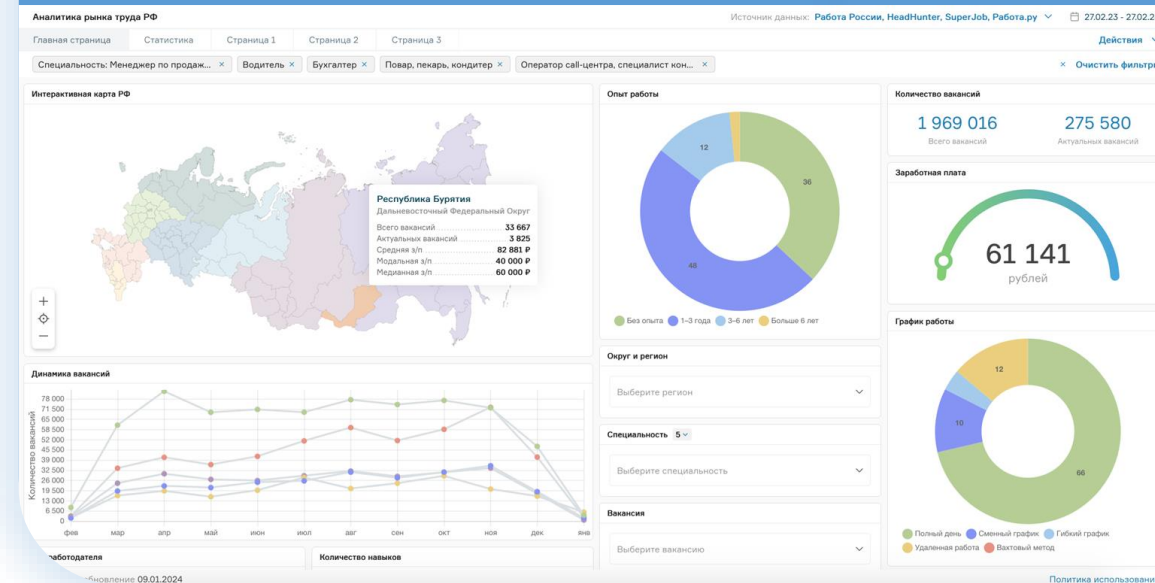 Аналитика рынка труда РФ
Источник данных: Работа России, HeadHunter, SuperJob, Работа.ру
27.02.23 - 27.02.2
Главная страница Статистика Страница 1 Страница 2 Страница 3
Действия
Специальность: Менеджер по продаж... × Водитель × Бухгалтер × Повар, пекарь, кондитер × Оператор call-центра, специалист кон... ×
× Очистить фильтр
Интерактивная карта РФ
Республика Бурятия
Дальневосточный Федеральный Округ
Всего вакансий 33 667
Актуальных вакансий 3 825
Средняя з/п 82 881 ₽
Модальная з/п 40 000 ₽
Медианная з/п 60 000 ₽
+
−
Опыт работы
12
36
48
Без опыта 1–3 года 3–6 лет Больше 6 лет
Количество вакансий
1 969 016 275 580
Всего вакансий Актуальных вакансий
Заработная плата
61 141
рублей
График работы
12
10
66
Полный день Сменный график Гибкий график
Удаленная работа Вахтовый метод
Округ и регион
Выберите регион
Специальность 5
Выберите специальность
Вакансия
Выберите вакансию
Динамика вакансий
Количество вакансий
78 000
71 500
65 000
58 500
52 000
45 500
39 000
32 500
26 000
19 500
13 000
6 500
0
фев мар апр май июн июл авг сен окт ноя дек янв
работодателя
Количество навыков
обновление 09.01.2024
Политика использовани